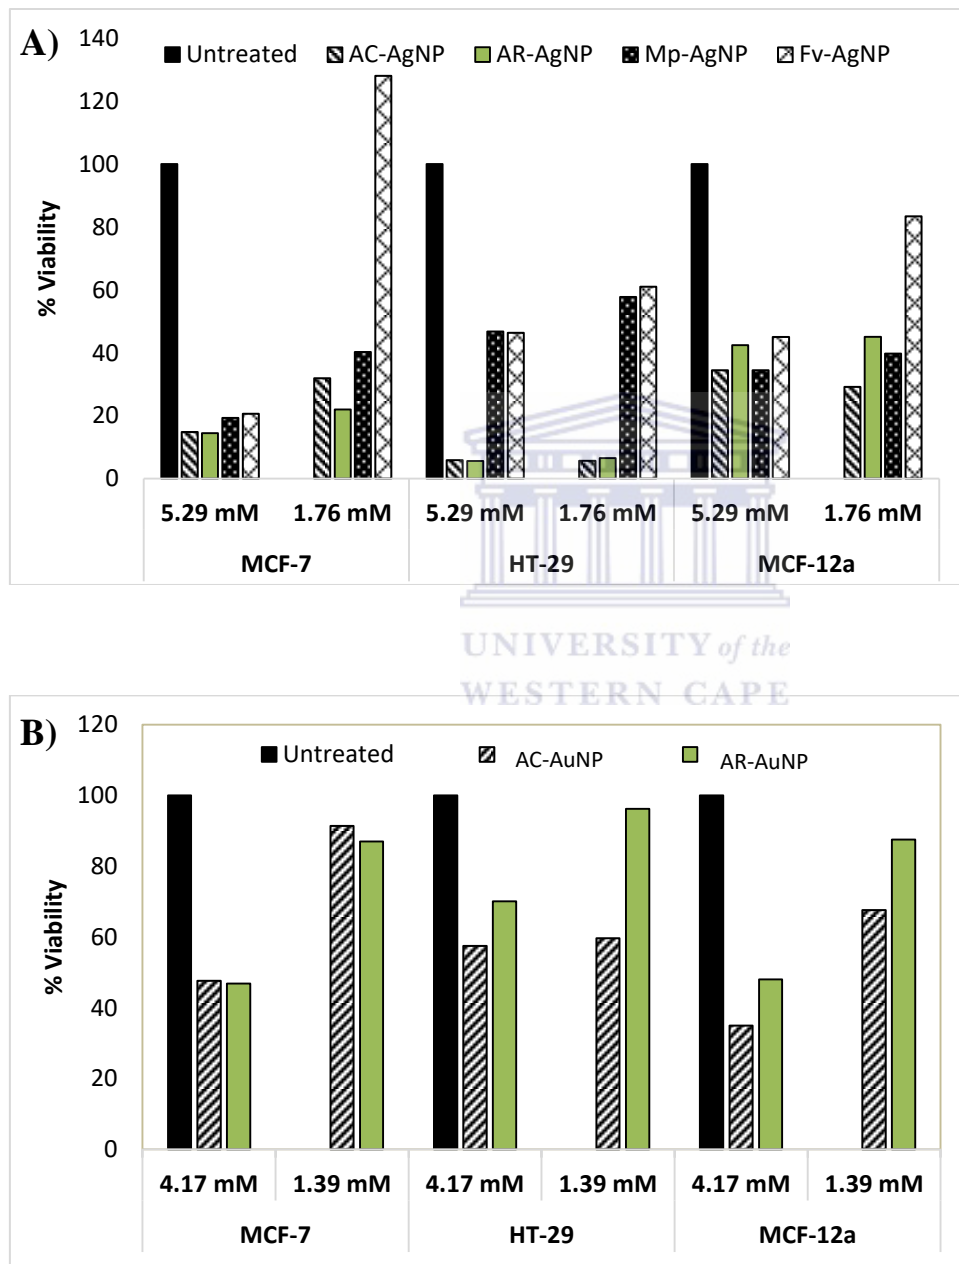 A)
140
Untreated AC-AgNP AR-AgNP Mp-AgNP Fv-AgNP
120
100
80
60
40
20
0
% Viability
5.29 mM 1.76 mM 5.29 mM 1.76 mM 5.29 mM 1.76 mM
MCF-7 HT-29 MCF-12a
UNIVERSITY of the
WESTERN CAPE
B)
120
Untreated AC-AuNP AR-AuNP
100
80
60
40
20
0
% Viability
4.17 mM 1.39 mM 4.17 mM 1.39 mM 4.17 mM 1.39 mM
MCF-7 HT-29 MCF-12a